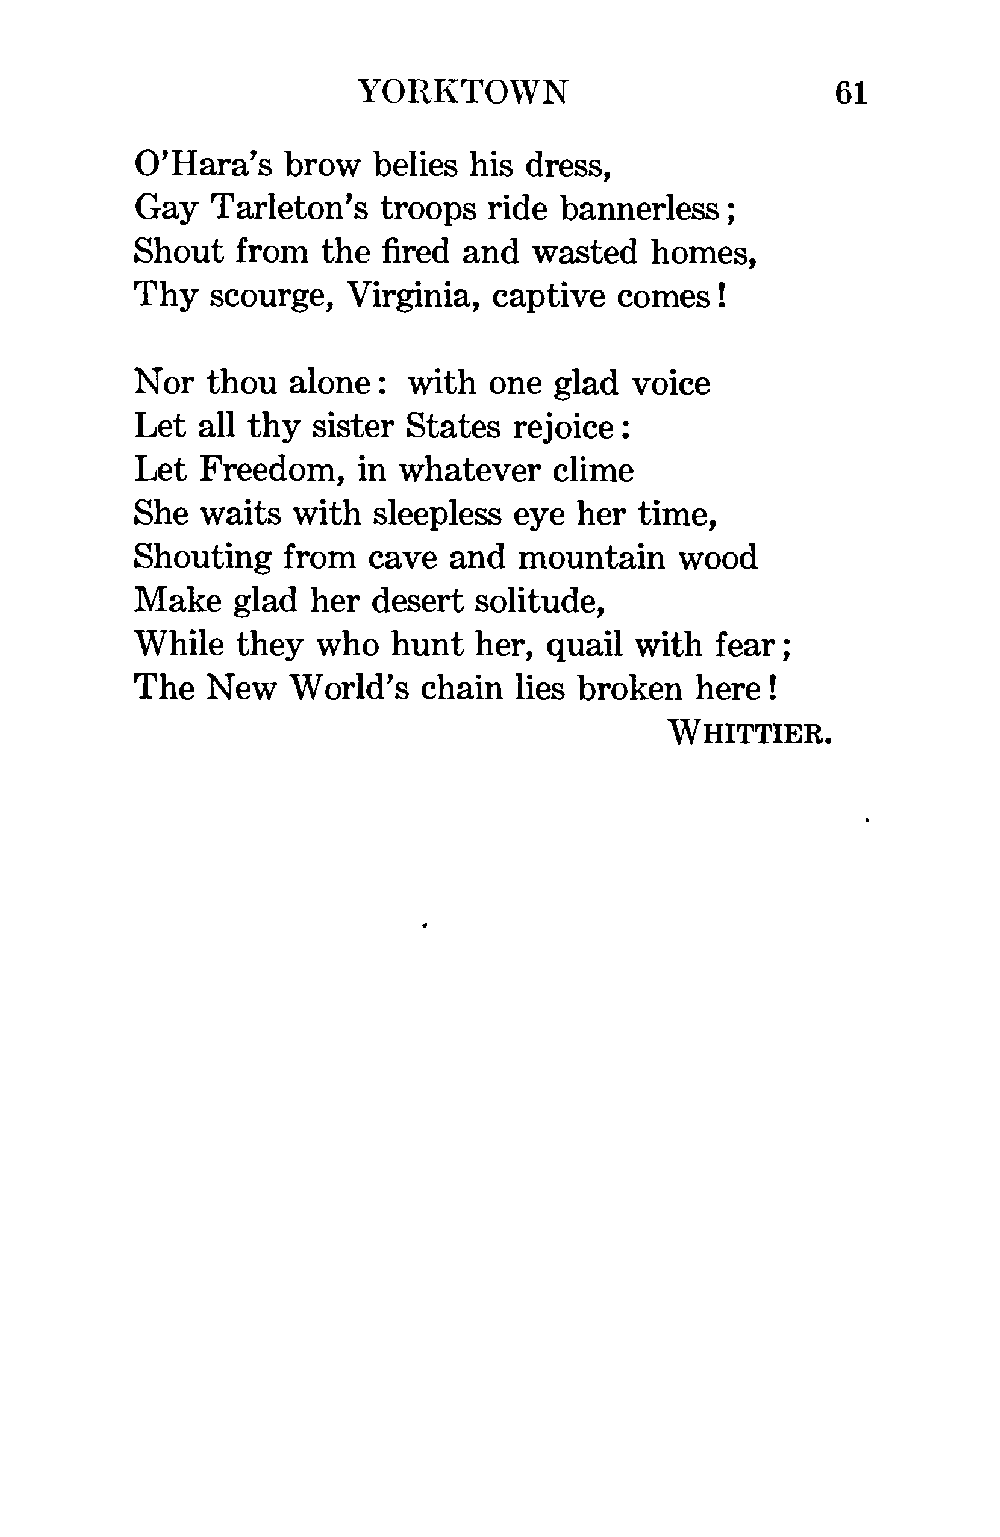 YORKTOWN 61
O'Hara's brow belies his dress,
Gay Tarleton's troops ride bannerless;
Shout from the fired and wasted homes,
Thy scourge, Virginia, captive comes!
Nor thou alone: with one glad voice
Let all thy sister States rejoice:
Let Freedom, in whatever clime
She waits with sleepless eye her time,
Shouting from cave and mountain wood
Make glad her desert solitude,
While they who hunt her, quail with fear;
The New World's chain lies broken here!
WHITTIER.